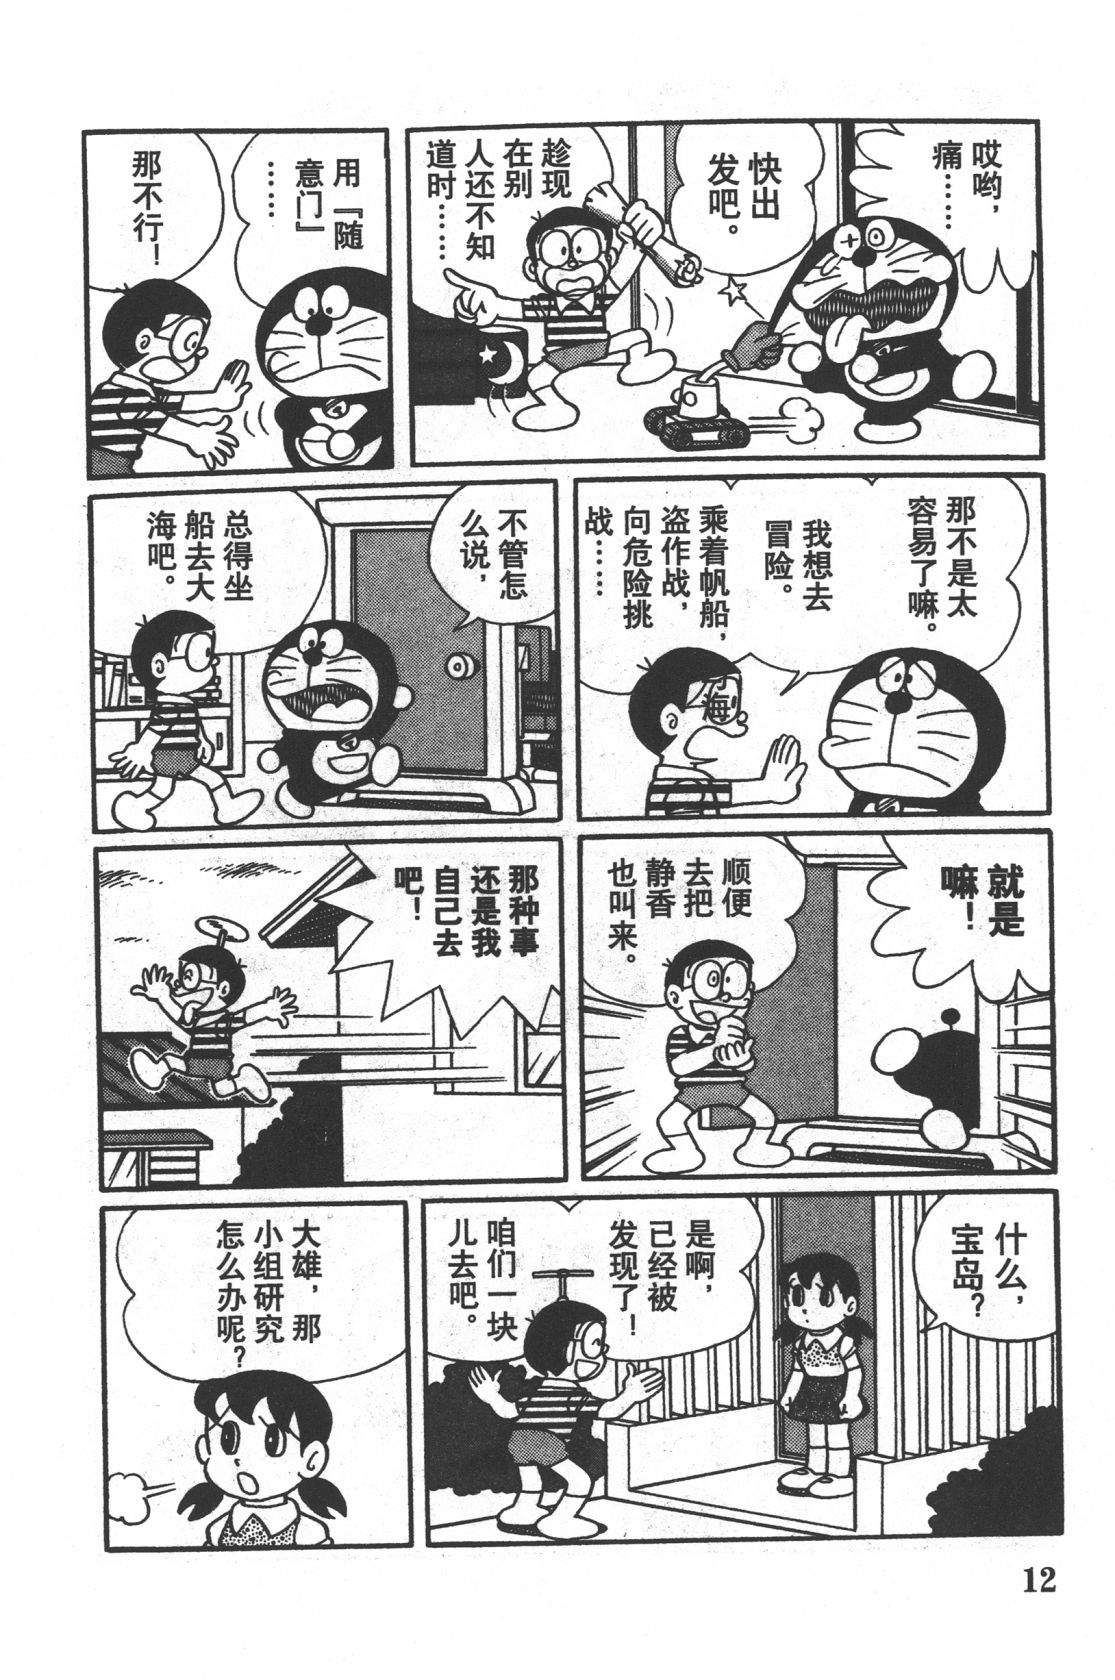 哎哟，
痛……
快出
发吧。
趁现
在别
人还不知
道时……
用『随
意门』
……
那不行！
那不是太
容易了嘛。
我想去
冒险。
乘着帆船，
海
盗作战，
向危险挑
战……
不管怎
么说，
总得坐
船去大
海吧。
就是
嘛！
顺便
去把
静香
也叫来。
那种事
还是我
自己去
吧！
什么，
宝岛？
是啊，
已经被
发现了！
咱们一块
儿去吧。
大雄，那
小组研究
怎么办呢？
12